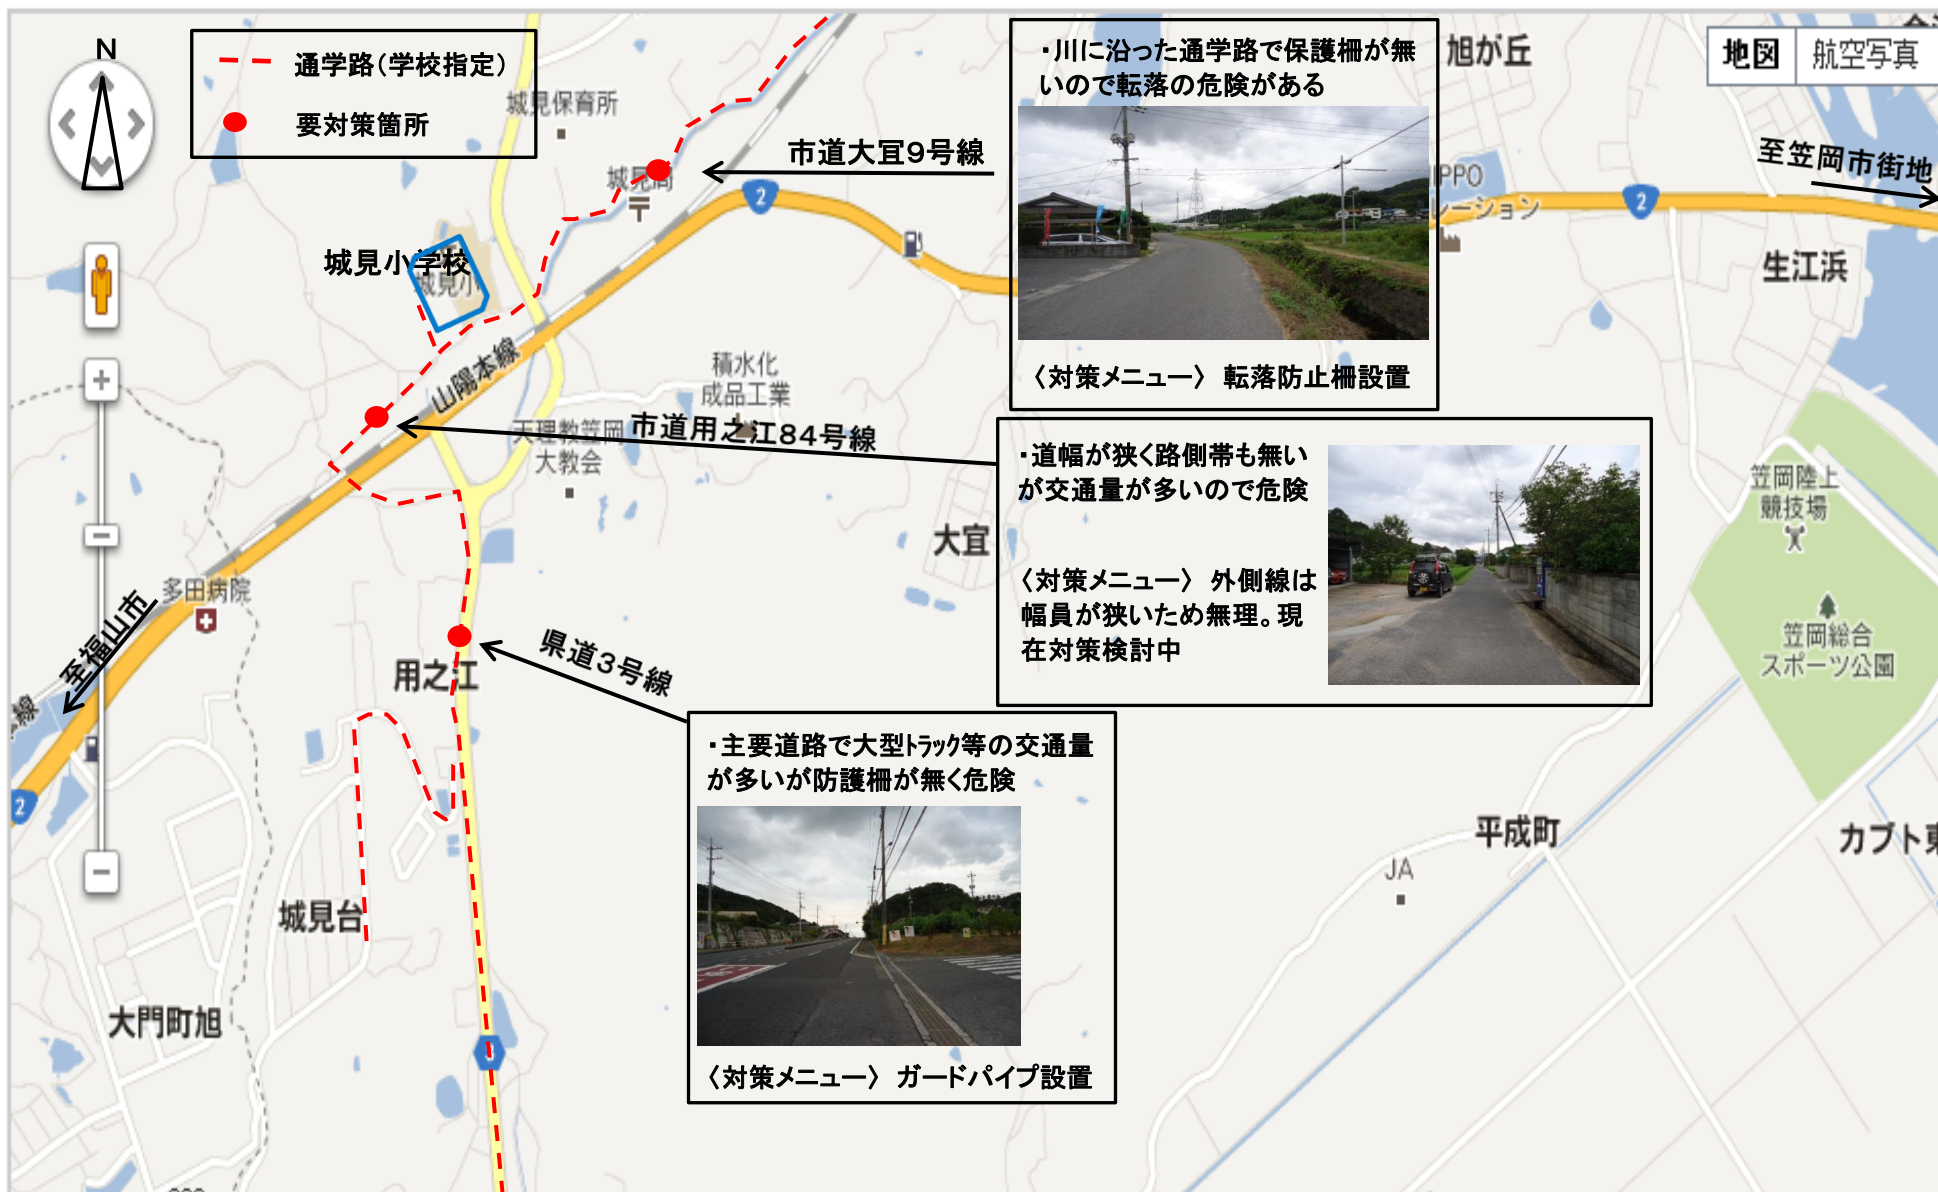 N
通学路（学校指定）
要対策箇所
城見保育所
市道大冝9号線
城見局
2
城見小学校
城見小
山陽本線
積水化
成品工業
天理教笠岡
大教会
市道用之江84号線
大宜
多田病院
至福山市
2
用之江
県道3号線
城見台
大門町旭
・川に沿った通学路で保護柵が無
いので転落の危険がある
〈対策メニュー〉 転落防止柵設置
・道幅が狭く路側帯も無い
が交通量が多いので危険
〈対策メニュー〉 外側線は
幅員が狭いため無理。現
在対策検討中
・主要道路で大型トラック等の交通量
が多いが防護柵が無く危険
〈対策メニュー〉 ガードパイプ設置
旭が丘
地図
航空写真
至笠岡市街地
2
生江浜
笠岡陸上
競技場
笠岡総合
スポーツ公園
平成町
JA
カブト東